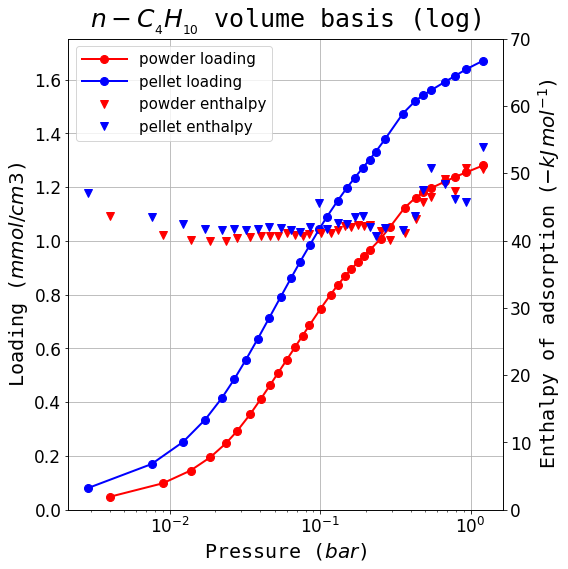 n−C₄H₁₀ volume basis (log)
powder loading
pellet loading
powder enthalpy
pellet enthalpy
Loading (mmol/cm3)
1.6
1.4
1.2
1.0
0.8
0.6
0.4
0.2
0.0
70
60
50
40
30
20
10
0
Enthalpy of adsorption (−kJmol⁻¹)
10⁻² 10⁻¹ 10⁰
Pressure (bar)